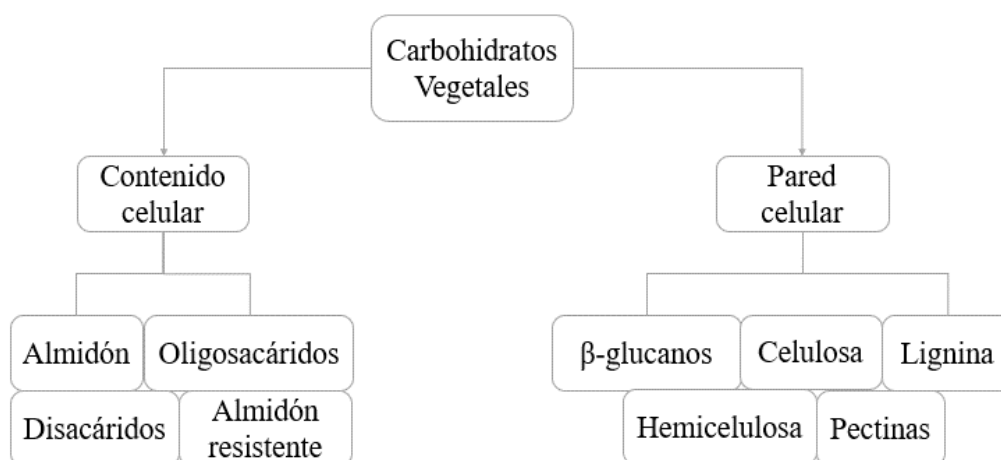 Carbohidratos
Vegetales
Contenido
celular
Pared
celular
Almidón
Oligosacáridos
β-glucanos
Celulosa
Lignina
Disacáridos
Almidón
resistente
Hemicelulosa
Pectinas